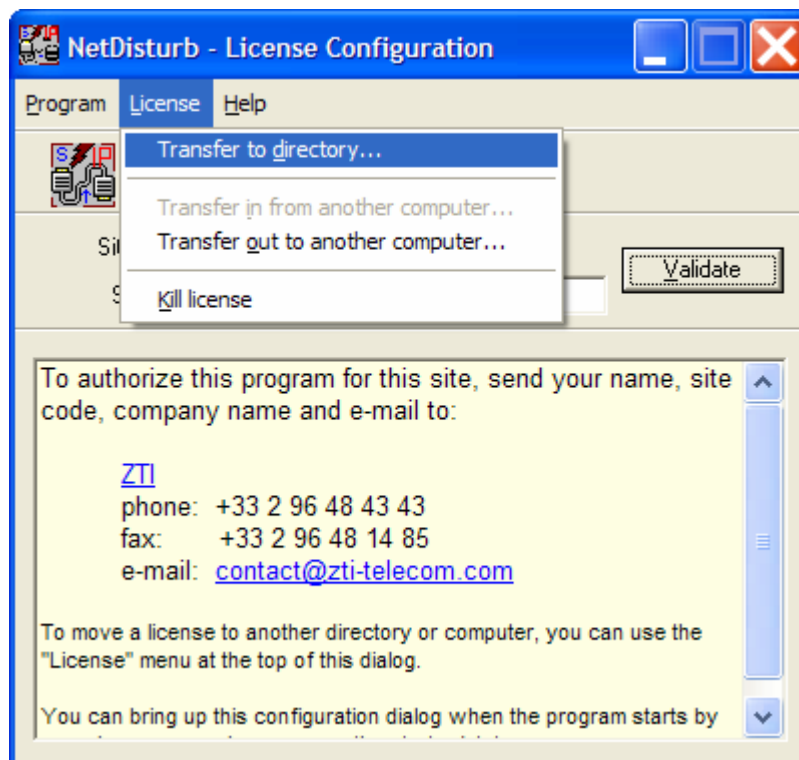 NetDisturb - License Configuration
Program License Help
Transfer to directory...
Transfer in from another computer...
Transfer out to another computer...
Kill license
Validate
To authorize this program for this site, send your name, site
code, company name and e-mail to:
ZTI
phone: +33 2 96 48 43 43
fax: +33 2 96 48 14 85
e-mail: contact@zti-telecom.com
To move a license to another directory or computer, you can use the
"License" menu at the top of this dialog.
You can bring up this configuration dialog when the program starts by